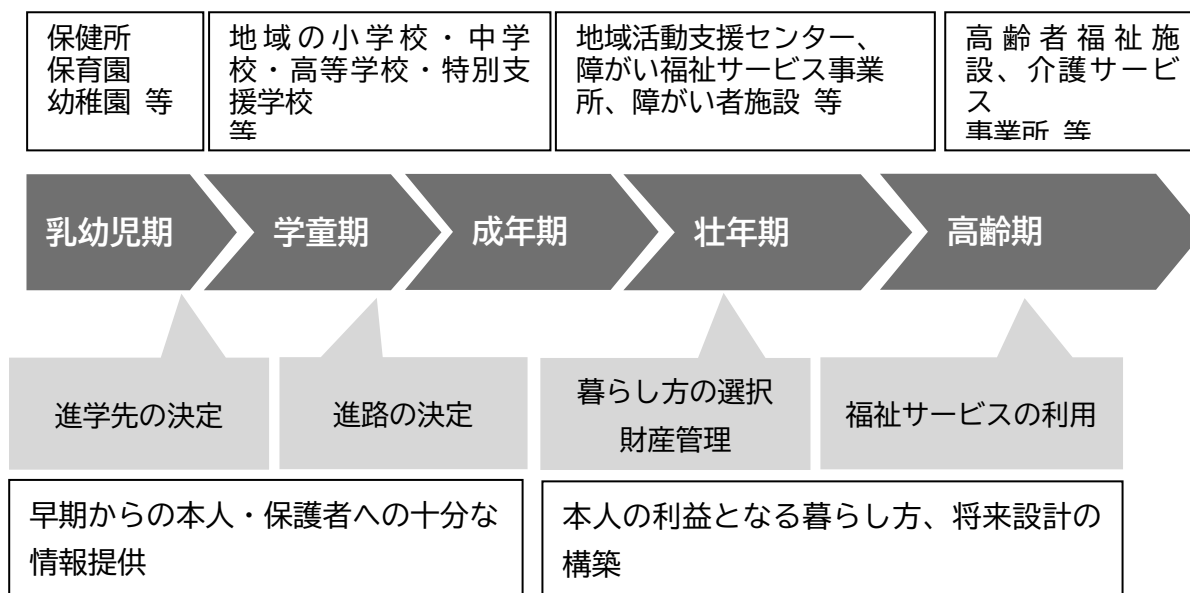 保健所
保育園
幼稚園 等
地域の小学校・中学
校・高等学校・特別支
援学校
等
地域活動支援センター、
障がい福祉サービス事業
所、障がい者施設 等
高齢者福祉施
設、介護サービ
ス
事業所 等
乳幼児期
学童期
成年期
壮年期
高齢期
進学先の決定
進路の決定
暮らし方の選択
財産管理
福祉サービスの利用
早期からの本人・保護者への十分な
情報提供
本人の利益となる暮らし方、将来設計の
構築